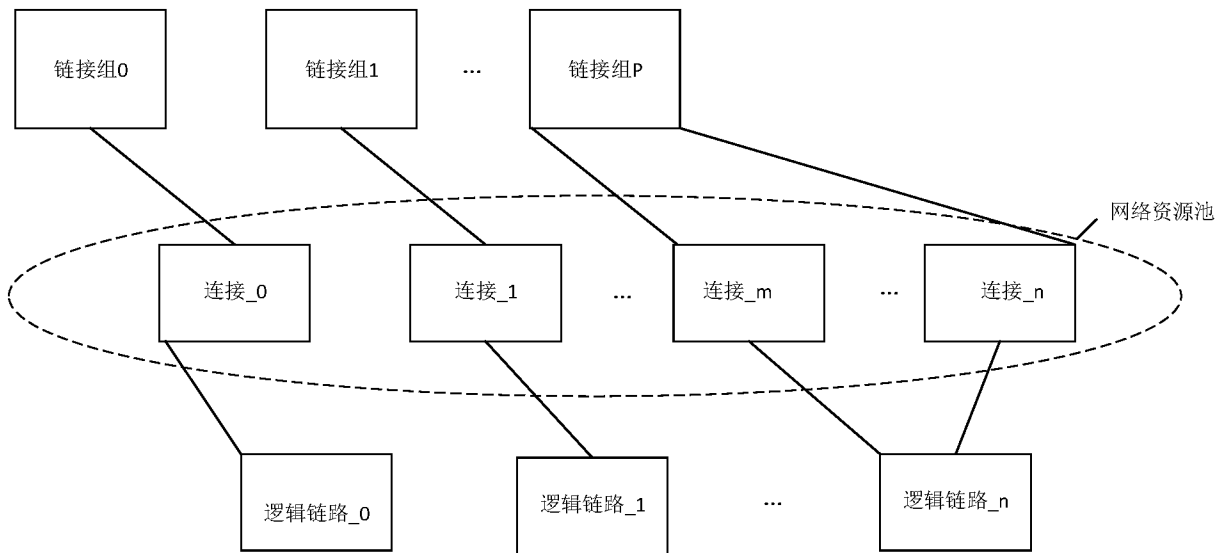 链接组0
链接组1
...
链接组P
网络资源池
连接_0
连接_1
...
连接_m
...
连接_n
逻辑链路_0
逻辑链路_1
...
逻辑链路_n